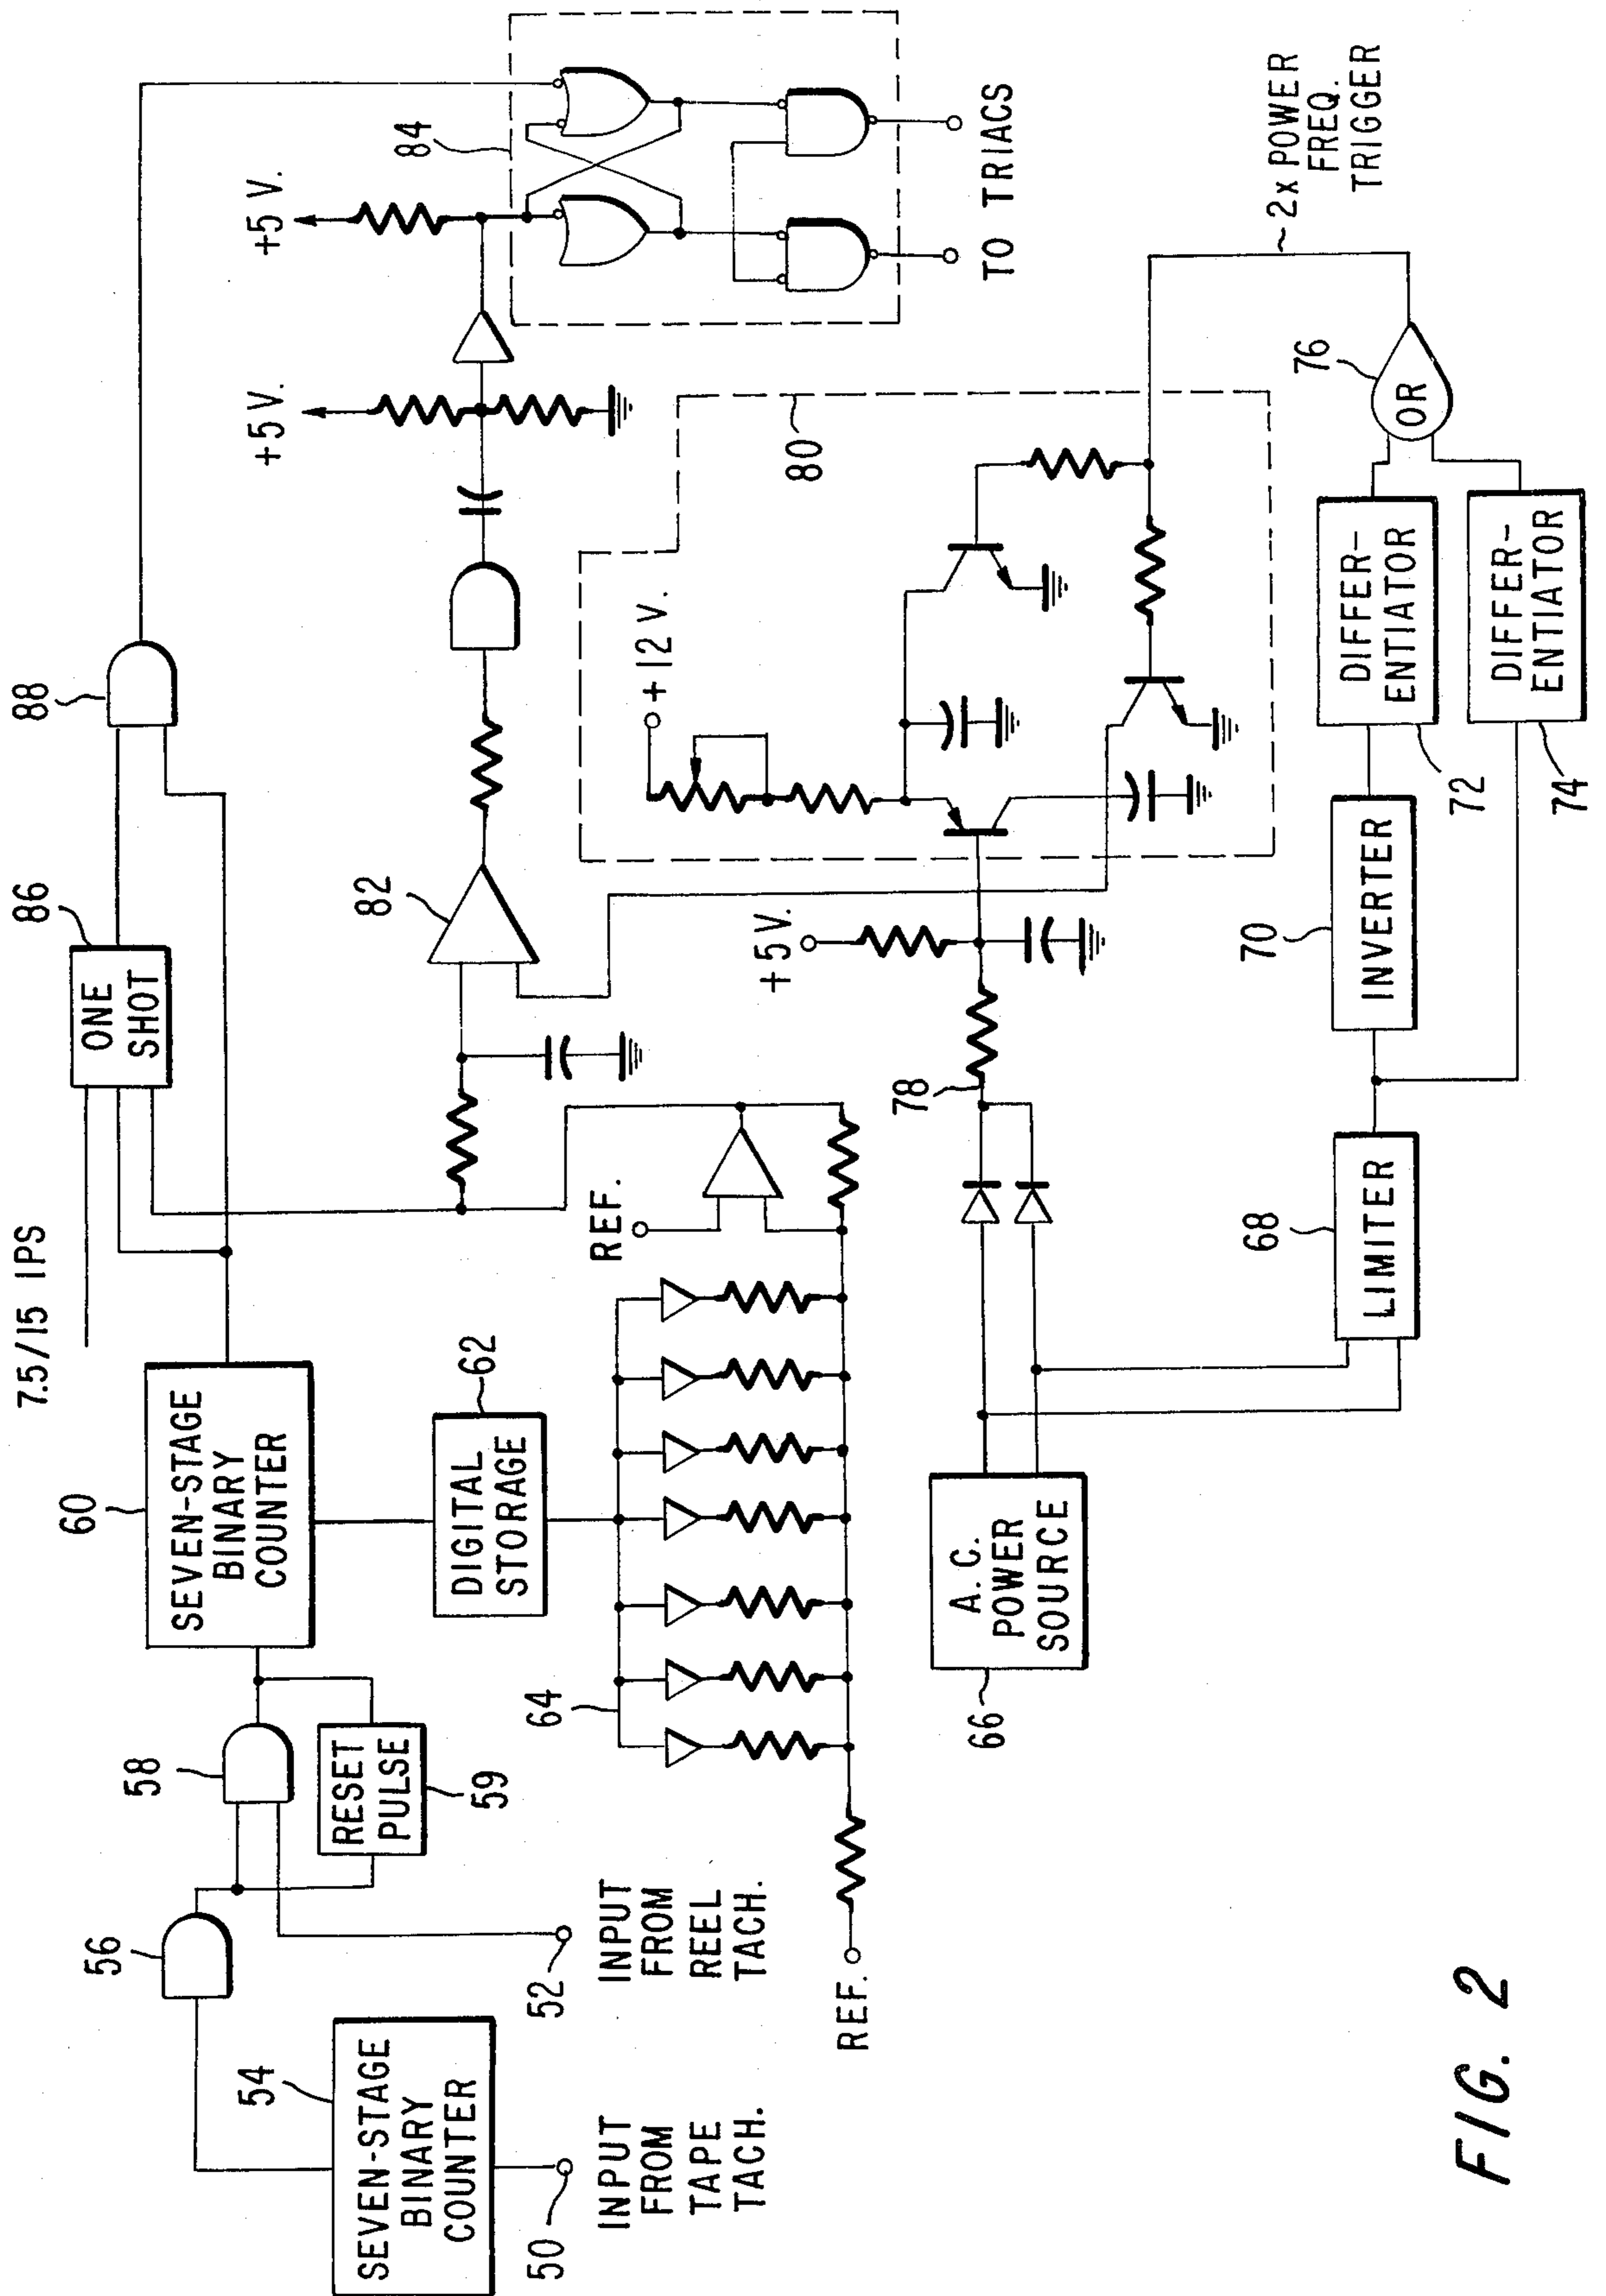 7.5/15 IPS
60
SEVEN-STAGE
BINARY
COUNTER
86
ONE
SHOT
88
58
RESET
PULSE
59
56
54
SEVEN-STAGE
BINARY
COUNTER
50
INPUT
FROM
TAPE
TACH.
52
INPUT
FROM
REEL
TACH.
62
DIGITAL
STORAGE
64
REF.
REF.
82
+5V.
+5 V.
84
TO TRIACS
+5V.
+12 V.
80
78
66
A.C.
POWER
SOURCE
68
LIMITER
70
INVERTER
72
DIFFER-
ENTIATOR
74
DIFFER-
ENTIATOR
76
OR
2x POWER
FREQ.
TRIGGER
FIG. 2